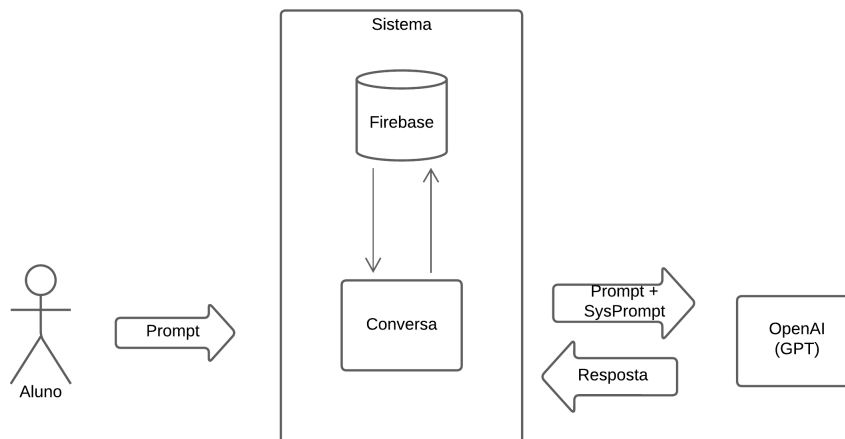 Sistema
Firebase
Conversa
Prompt
Aluno
Prompt +
SysPrompt
Resposta
OpenAI
(GPT)